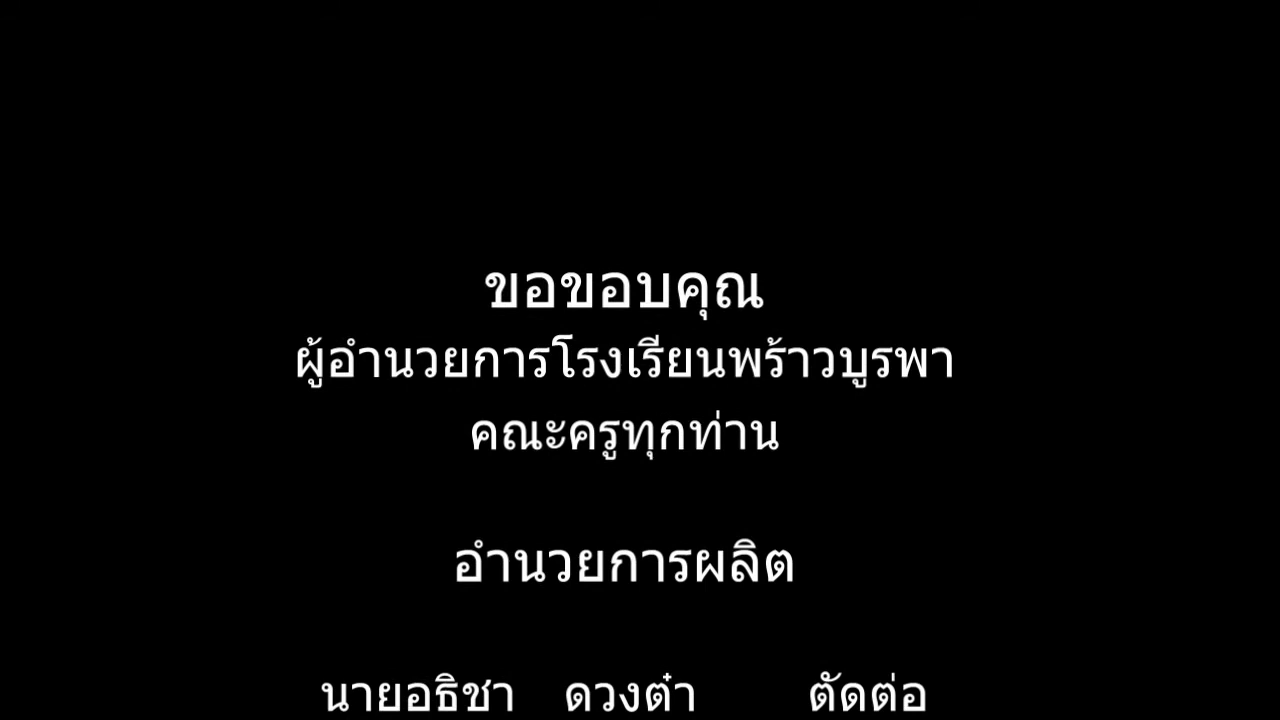 ขอขอบคุณ
ผู้อำนวยการโรงเรียนพร้าวบูรพา
คณะครูทุกท่าน
อำนวยการผลิต
นายอธิชา ดวงต๋า ตัดต่อ